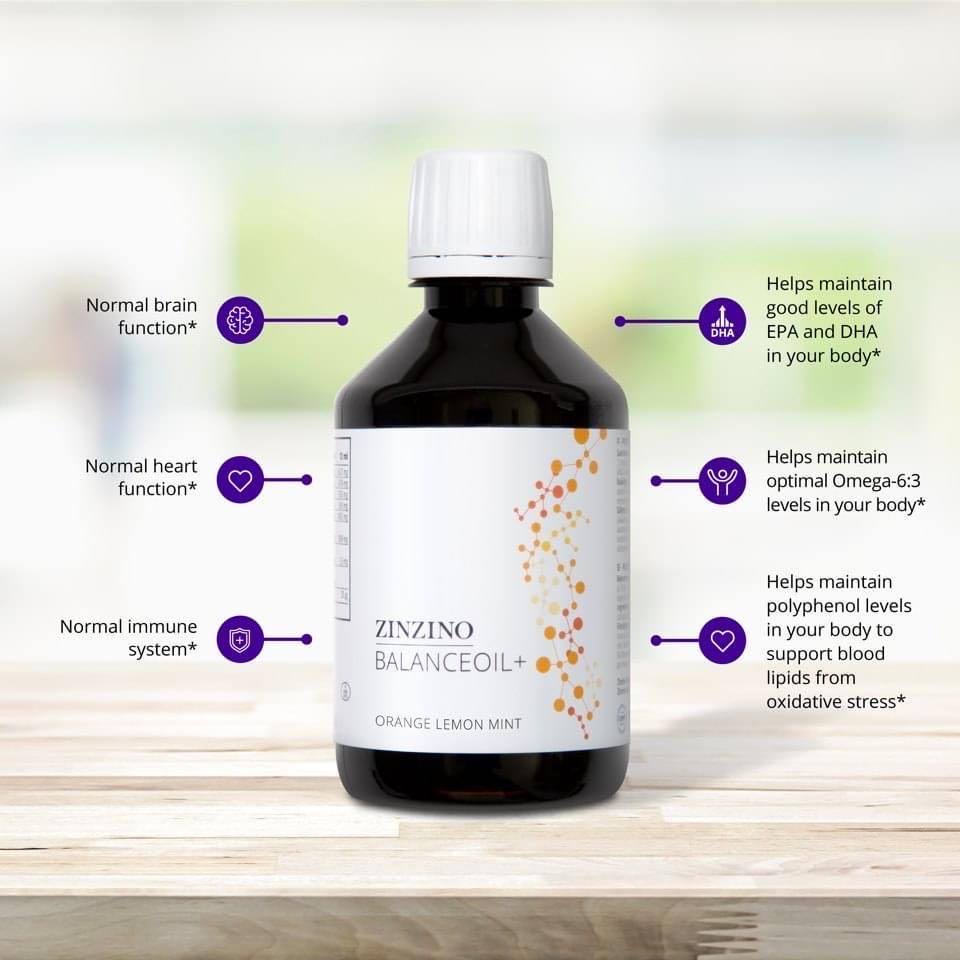 Normal brain
function*
Normal heart
function*
Normal immune
system*
12 ml
ZINZINO
BALANCEOIL+
ORANGE LEMON MINT
DHA
Helps maintain
good levels of
EPA and DHA
in your body*
Helps maintain
optimal Omega-6:3
levels in your body*
Helps maintain
polyphenol levels
in your body to
support blood
lipids from
oxidative stress*